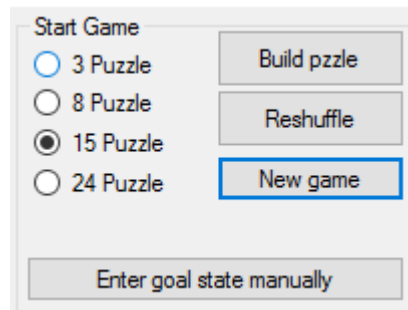 Start Game
3 Puzzle
Build pzzle
8 Puzzle
Reshuffle
15 Puzzle
24 Puzzle
New game
Enter goal state manually